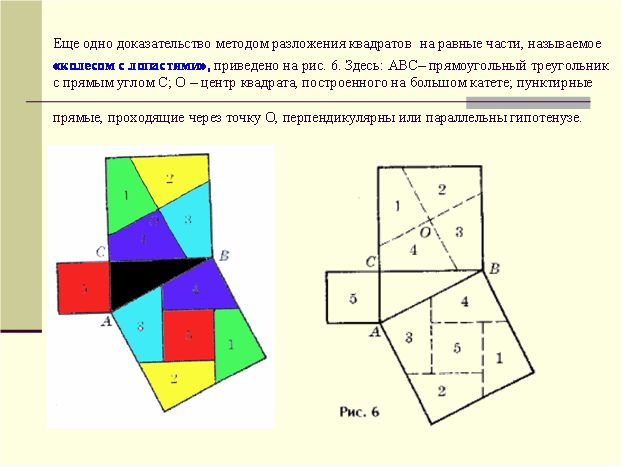 Еще одно доказательство методом разложения квадратов на равные части, называемое
«колесом с лопастями», приведено на рис. 6. Здесь: ABC– прямоугольный треугольник
с прямым углом C; O – центр квадрата, построенного на большом катете; пунктирные
прямые, проходящие через точку O, перпендикулярны или параллельны гипотенузе.
1
2
3
4
C
B
5
A
4
3
5
1
2
1
2
O
3
4
C
B
5
A
4
3
5
1
2
Рис. 6